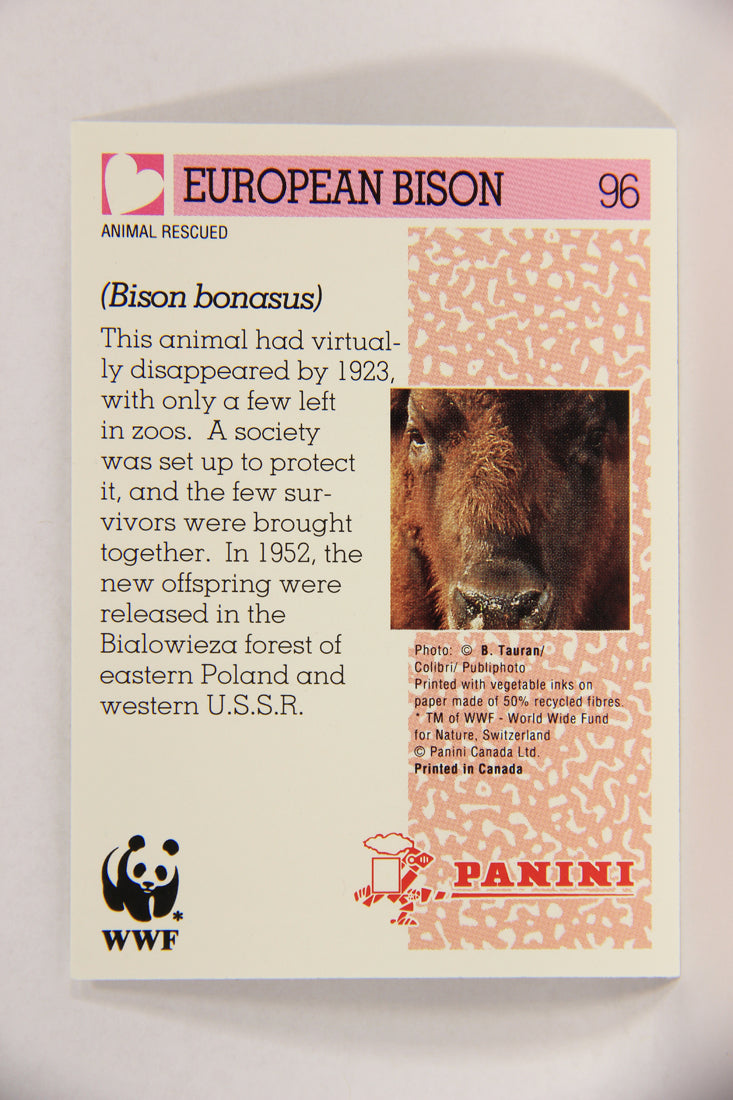 EUROPEAN BISON 96
ANIMAL RESCUED
(Bison bonasus)
This animal had virtual-
ly disappeared by 1923,
with only a few left
in zoos. A society
was set up to protect
it, and the few sur-
vivors were brought
together. In 1952, the
new offspring were
released in the
Bialowieza forest of
eastern Poland and
western U.S.S.R.
Photo: © B. Tauran/
Colibri/ Publiphoto
Printed with vegetable inks on
paper made of 50% recycled fibres.
* TM of WWF - World Wide Fund
for Nature, Switzerland
© Panini Canada Ltd.
Printed in Canada
*
WWF
PANINI